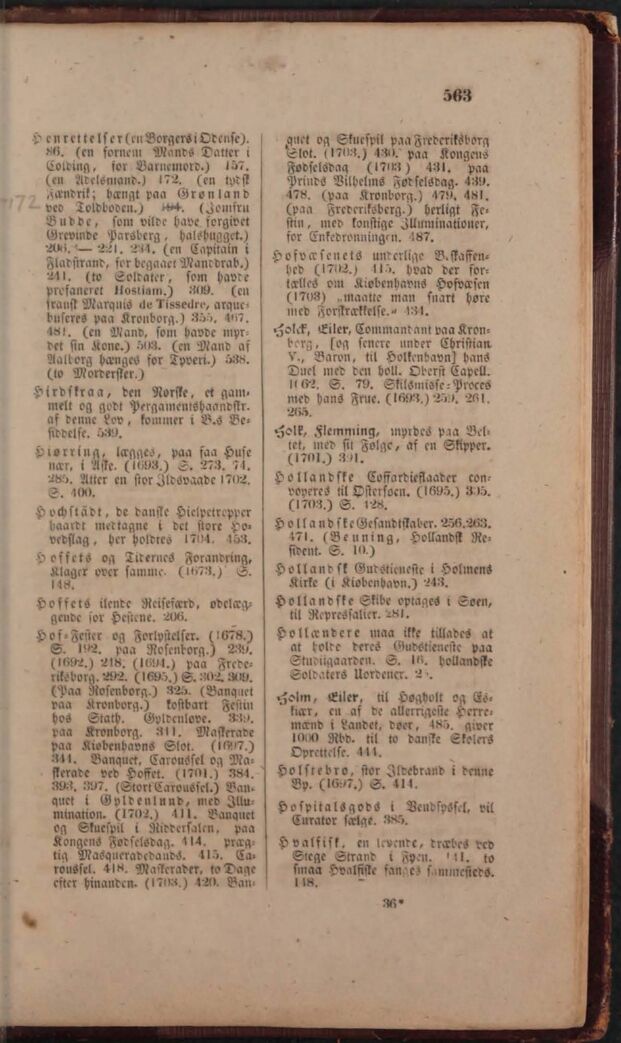 563
Henrettelser (en Borgers i Odense).
86. (en fornem Mands Datter i
Colding, for Barnemord.) 157.
(en Adelsmand.) 172. (en tydsk
Fændrik; hængt paa Grønland
172
ved Toldboden.) 194. (Jomfru
Budde, som vilde have forgivet
Grevinde Parsberg, halshugget.)
206. — 221. 234. (en Capitain i
Fladstrand, for begaaet Manddrab.)
241. (to Soldater, som havde
profaneret Hostiam.) 309. (en
fransk Marquis de Tissedre, arque-
buseres paa Kronborg.) 355. 467.
481. (en Mand, som havde myr-
det sin Kone.) 503. (en Mand af
Aalborg hænges for Tyveri.) 538.
(to Mordersker.)
Hirdskraa, den Norske, et gam-
melt og godt Pergamentshaandskr.
af denne Lov, kommer i B.s Be-
siddelse. 539.
Hiørring, lægges, paa faa Huse
nær, i Aske. (1693.) S. 273. 74.
285. Atter en stor Ildsvaade 1702.
S. 400.
Hochstädt, de danske Hielpetropper
haardt medtagne i det store Ho-
vedslag, her holdtes 1704. 453.
Hoffets og Tidernes Forandring,
Klager over samme. (1673.) S.
148.
Hoffets ilende Reisefærd, odelæg-
gende for Hestene. 206.
Hof-Fester og Forlystelser. (1678.)
S. 192. paa Rosenborg.) 239.
(1692.) 248. (1694.) paa Frede-
riksborg. 292. (1695.) S. 302. 309.
(Paa Rosenborg.) 325. (Banquet
paa Kronborg.) kostbart Festin
hos Stath. Gyldenløve. 339.
paa Kronborg. 341. Maskerade
paa Kiøbenhavns Slot. (1697.)
344. Banquet, Caroussel og Ma-
skerade ved Hoffet. (1701.) 384.
393. 397. (Stort Caroussel.) Ban-
quet i Gyldenlund, med Illu-
mination. (1702.) 411. Banquet
og Skuespil i Riddersalen, paa
Kongens Fødselsdag. 414. præg-
tig Masqueradedands. 415. Ca-
roussel. 418. Maskerader, to Dage
efter hinanden. (1703.) 420. Ban-
quet og Skuespil paa Frederiksborg
Slot. (1703.) 430. paa Kongens
Fødselsdag (1703) 431. paa
Prinds Vilhelms Fødselsdag. 439.
478. (paa Kronborg.) 479. 481.
(paa Frederiksberg.) herligt Fe-
stin, med konstige Illuminationer,
for Enkedronningen. 487.
Hofvæsenets underlige Beskaffen-
hed (1702.) 415. hvad der for-
tælles om Kiøbenhavns Hofvæsen
(1703) „maatte man snart høre
med Forskrækkelse.“ 434.
Holck, Eiler, Commandant paa Kron-
borg, [og senere under Christian
V., Baron, til Holkenhavn] hans
Duel med den holl. Oberst Capell.
1662. S. 79. Skilsmisse-Proces
med hans Frue. (1693.) 259. 261.
265.
Holk, Flemming, myrdes paa Bel-
tet, med sit Følge, af en Skipper.
(1701.) 391.
Hollandske Coffardieflaader con-
voyeres til Østersøen. (1695.) 305.
(1703.) S. 428.
Hollandske Gesandtskaber. 256. 263.
471. (Beuning, Hollandsk Re-
sident. S. 10.)
Hollandsk Gudstieneste i Holmens
Kirke (i Kiøbenhavn.) 243.
Hollandske Skibe optages i Søen,
til Repressalier. 281.
Hollændere maa ikke tillades at
at holde deres Gudstieneste paa
Studiigaarden. S. 16. hollandske
Soldaters Uordener.
Holm, Eiler, til Høgholt og Es-
kiær, en af de allerrigeste Herre-
mænd i Landet, døer, 485. giver
1000 Rbd. til to danske Skolers
Oprettelse. 444.
Holstebro, stor Ildebrand i denne
By. (1697.) S. 414.
Hospitalsgods i Vendsyssel, vil
Curator sælge. 385.
Hvalfisk, en levende, dræbes ved
Stege Strand i Fyen. 141. to
smaa Hvalfiske fanges sammesteds.
148.
36*